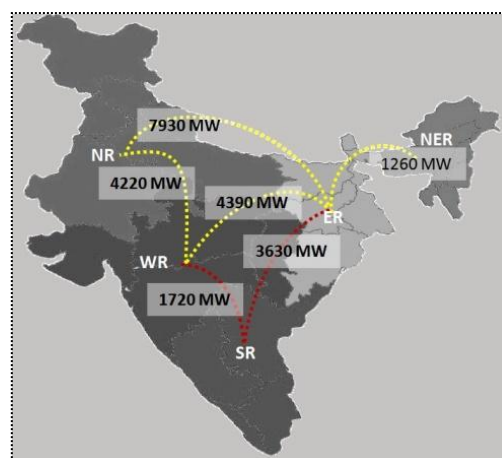 7930 MW
NER
NR
1260 MW
4220 MW
4390 MW
ER
3630 MW
WR
1720 MW
SR